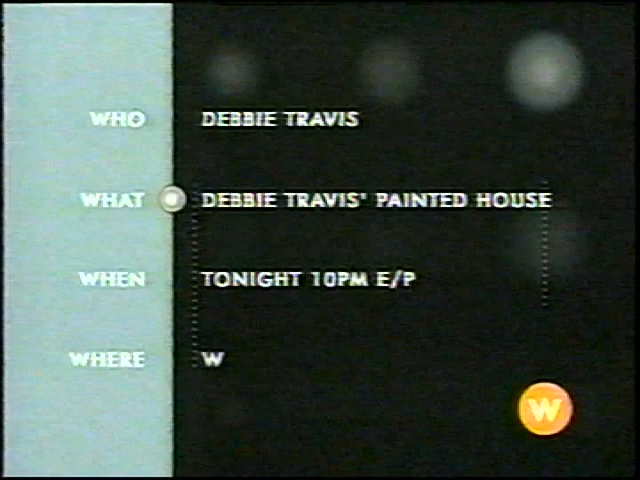 WHO DEBBIE TRAVIS
WHAT DEBBIE TRAVIS' PAINTED HOUSE
WHEN TONIGHT 10PM E/P
WHERE W
W